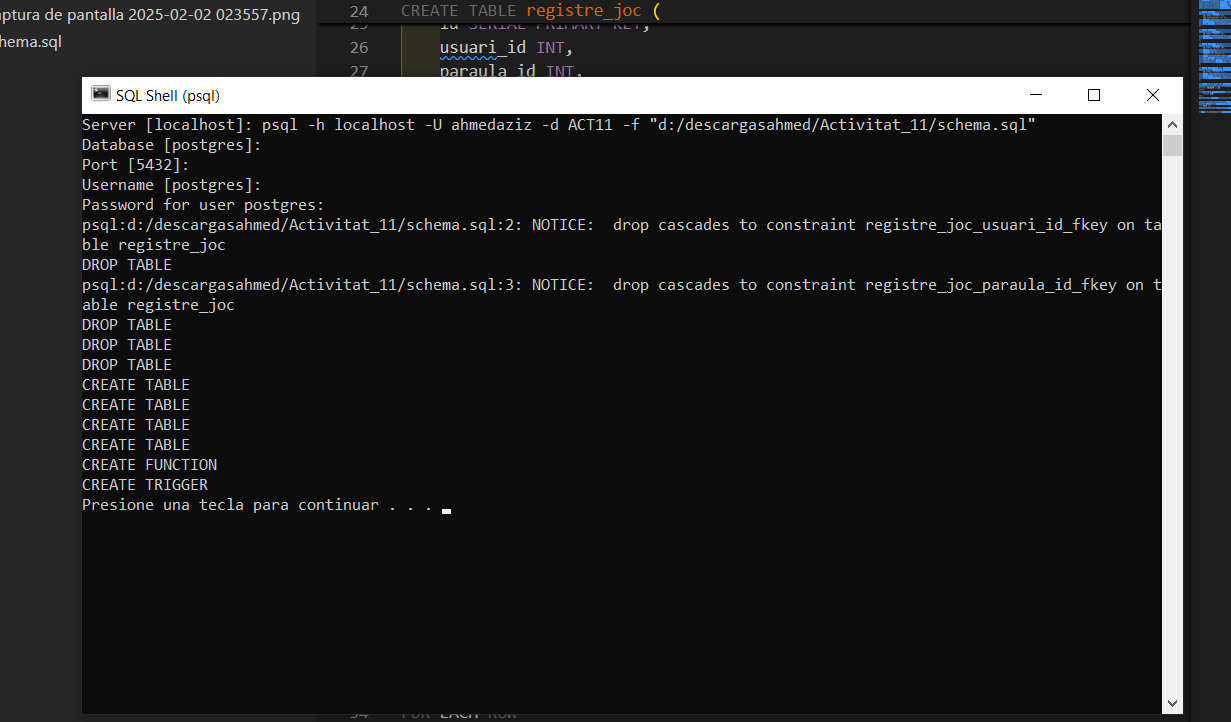 aptura de pantalla 2025-02-02 023557.png
hema.sql
24 CREATE TABLE registre_joc (
25 id SERIAL PRIMARY KEY,
26 usuari_id INT,
27 paraula_id INT,
SQL Shell (psql)
Server [localhost]: psql -h localhost -U ahmedaziz -d ACT11 -f "d:/descargasahmed/Activitat_11/schema.sql"
Database [postgres]:
Port [5432]:
Username [postgres]:
Password for user postgres:
psql:d:/descargasahmed/Activitat_11/schema.sql:2: NOTICE:  drop cascades to constraint registre_joc_usuari_id_fkey on ta
ble registre_joc
DROP TABLE
psql:d:/descargasahmed/Activitat_11/schema.sql:3: NOTICE:  drop cascades to constraint registre_joc_paraula_id_fkey on t
able registre_joc
DROP TABLE
DROP TABLE
DROP TABLE
CREATE TABLE
CREATE TABLE
CREATE TABLE
CREATE TABLE
CREATE FUNCTION
CREATE TRIGGER
Presione una tecla para continuar . . .
54 FOR EACH ROW